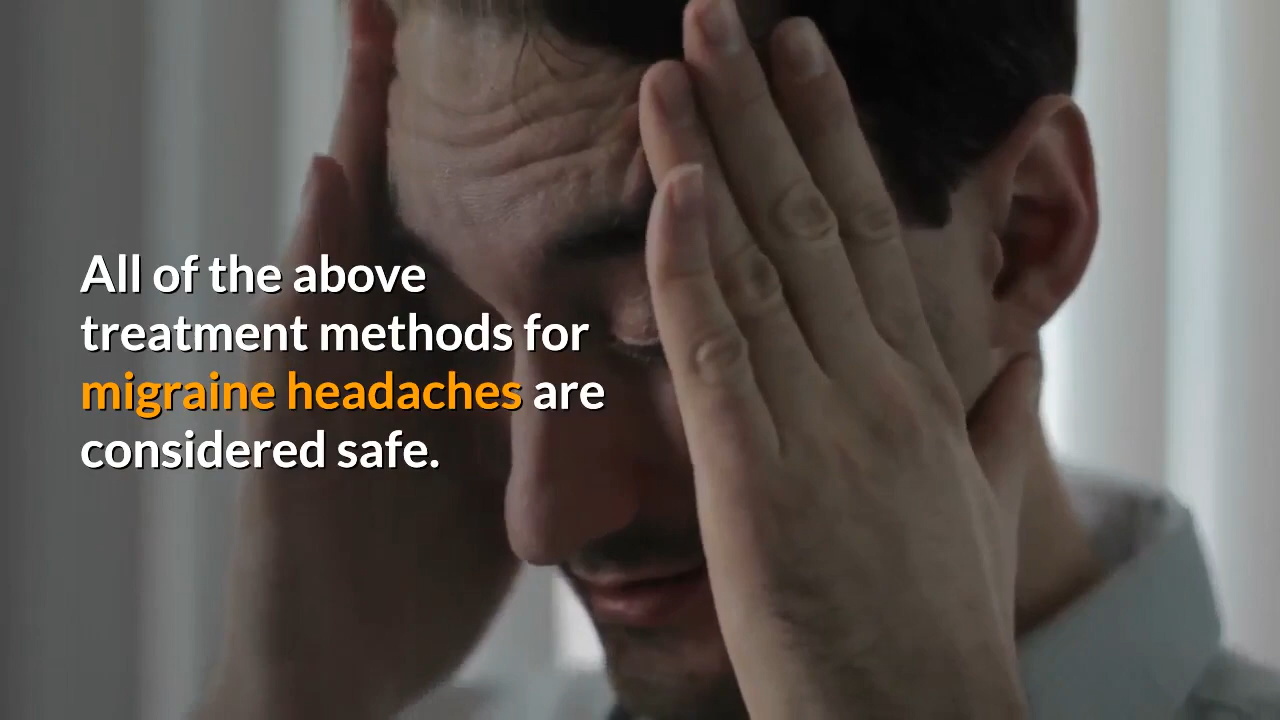 All of the above
treatment methods for
migraine headaches are
considered safe.